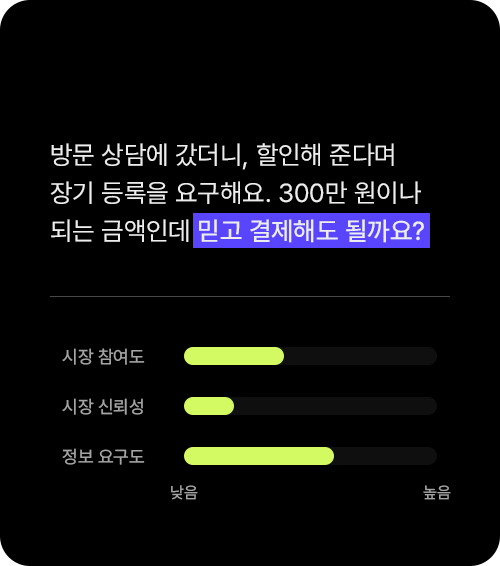 방문 상담에 갔더니, 할인해 준다며
장기 등록을 요구해요. 300만 원이나
되는 금액인데 믿고 결제해도 될까요?
시장 참여도
시장 신뢰성
정보 요구도
낮음 높음